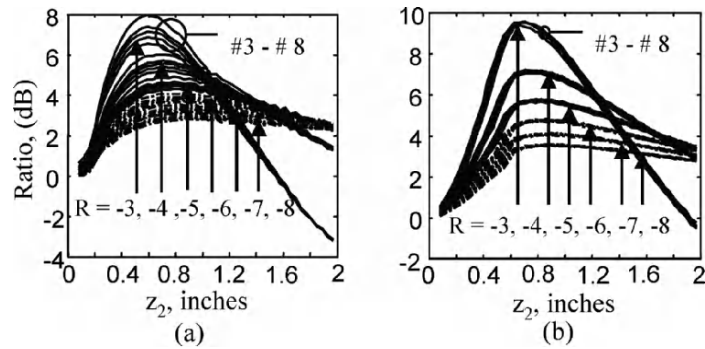 8
6
4
2
0
2
4
Ratio, (dB)
#3 - # 8
R = -3, -4 ,-5, -6, -7, -8
0 0.4 0.8 1.2 1.6 2
z2, inches
(a)
10
8
6
4
2
0
-2
#3 - # 8
R = -3, -4, -5, -6, -7, -8
0 0.4 0.8 1.2 1.6 2
z2, inches
(b)